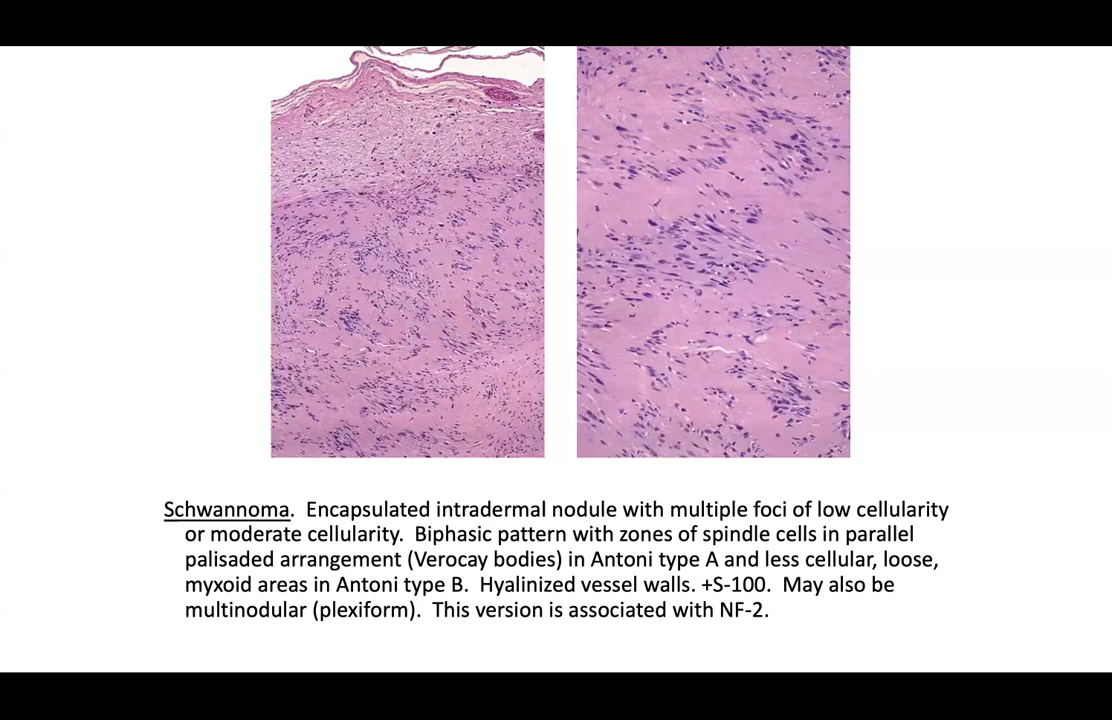 Schwannoma. Encapsulated intradermal nodule with multiple foci of low cellularity
or moderate cellularity. Biphasic pattern with zones of spindle cells in parallel
palisaded arrangement (Verocay bodies) in Antoni type A and less cellular, loose,
myxoid areas in Antoni type B. Hyalinized vessel walls. +S-100. May also be
multinodular (plexiform). This version is associated with NF-2.